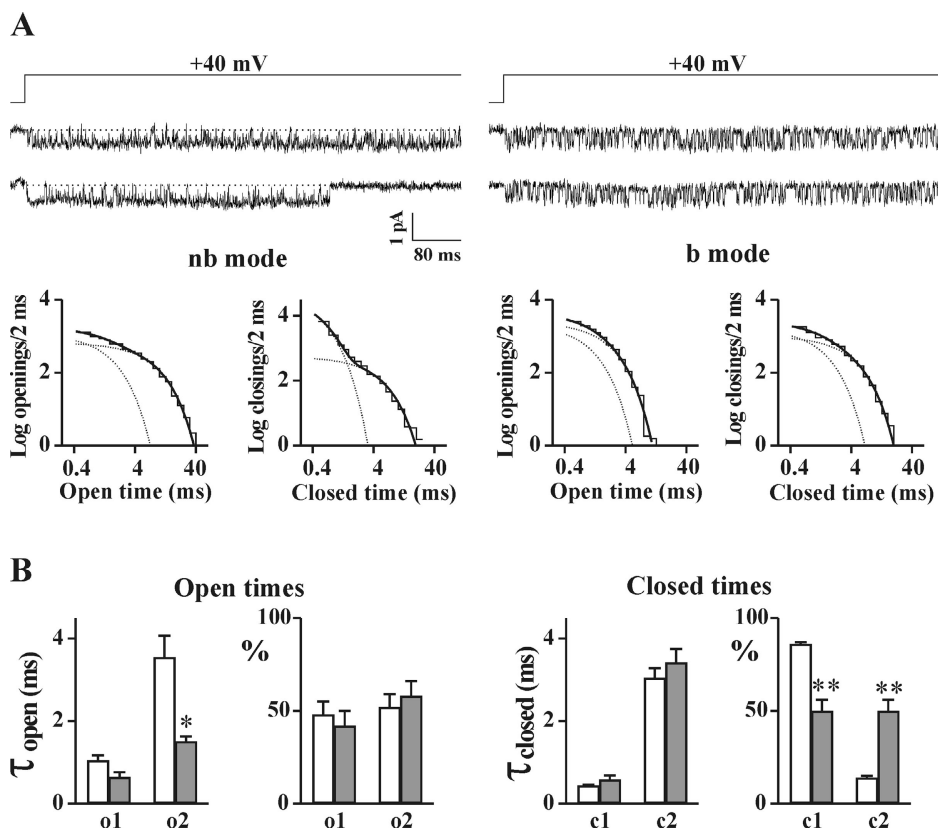 A
+40 mV
+40 mV
1 pA
80 ms
nb mode
b mode
Log openings/2 ms
4
2
0
0.4 4 40
Open time (ms)
Log closings/2 ms
4
2
0
0.4 4 40
Closed time (ms)
Log openings/2 ms
4
2
0
0.4 4 40
Open time (ms)
Log closings/2 ms
4
2
0
0.4 4 40
Closed time (ms)
B
Open times
τ open (ms)
4
2
0
*
o1 o2
%
100
50
0
o1 o2
Closed times
τ closed (ms)
4
2
0
c1 c2
%
100
50
0
** **
c1 c2